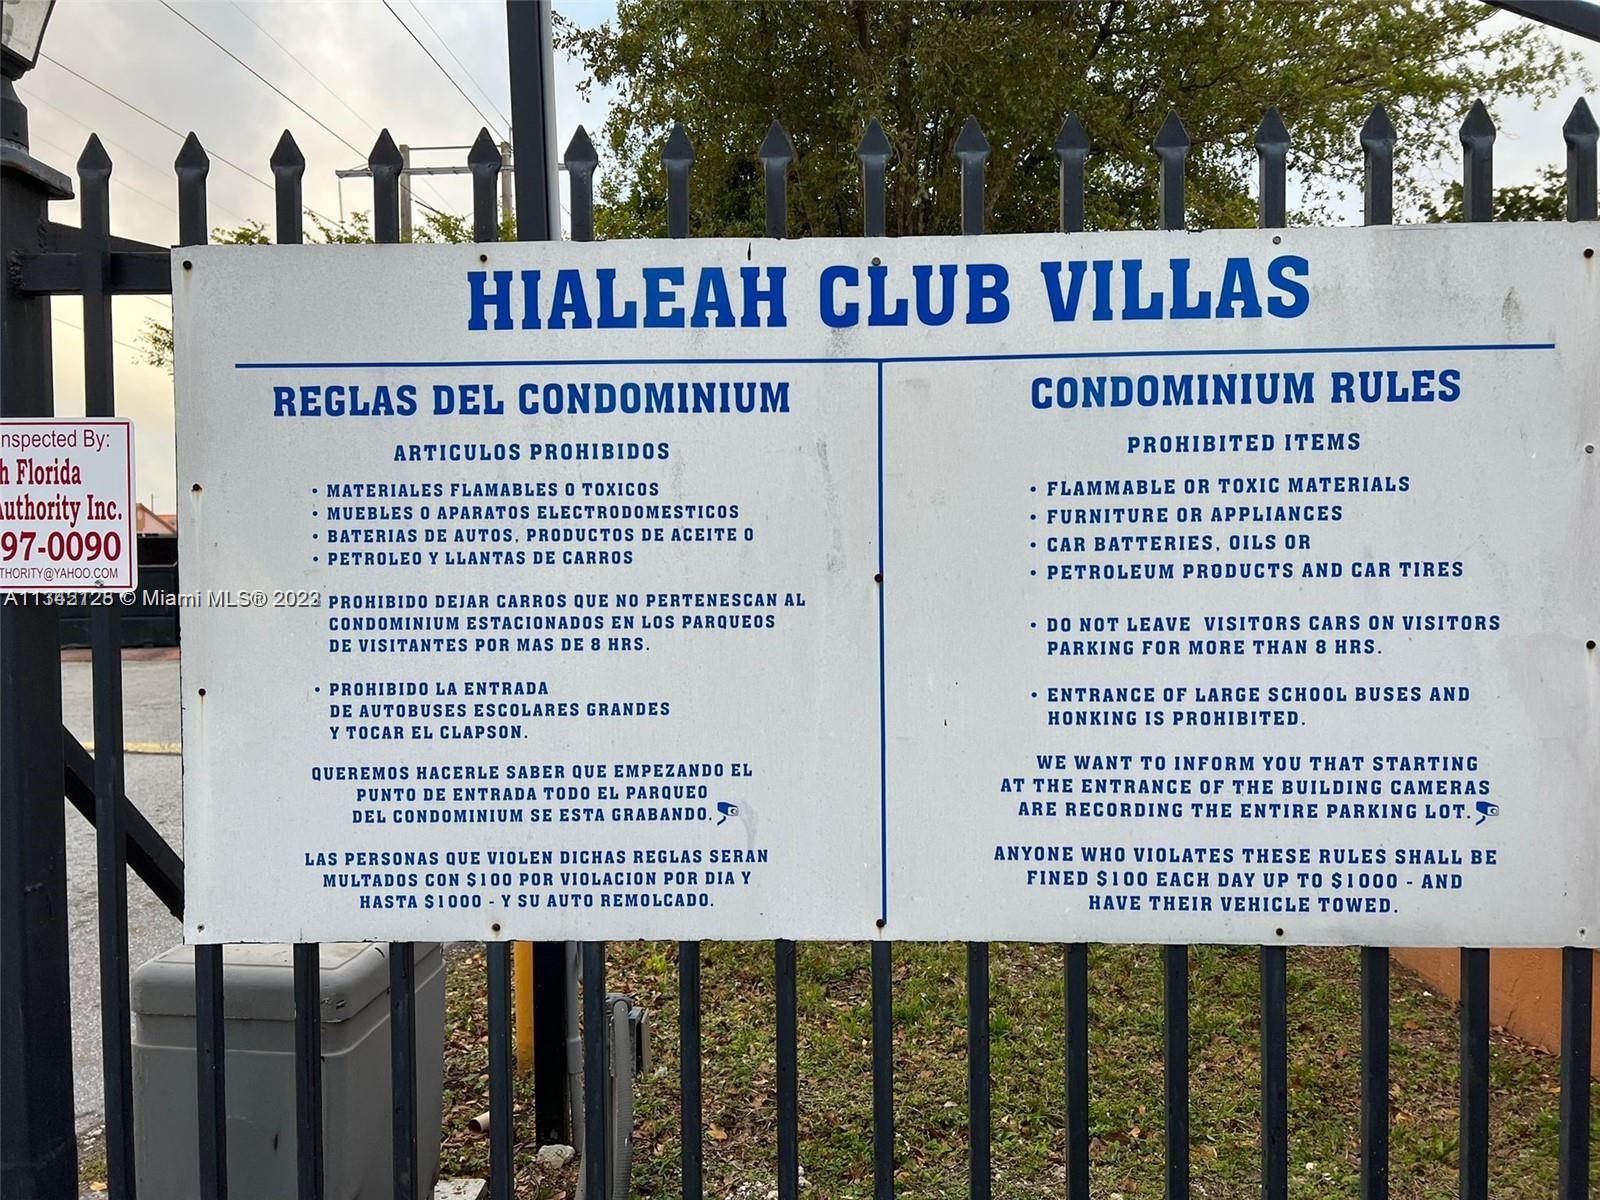 HIALEAH CLUB VILLAS
REGLAS DEL CONDOMINIUM
ARTICULOS PROHIBIDOS
• MATERIALES FLAMABLES O TOXICOS
• MUEBLES O APARATOS ELECTRODOMESTICOS
• BATERIAS DE AUTOS, PRODUCTOS DE ACEITE O
• PETROLEO Y LLANTAS DE CARROS
• PROHIBIDO DEJAR CARROS QUE NO PERTENESCAN AL
CONDOMINIUM ESTACIONADOS EN LOS PARQUEOS
DE VISITANTES POR MAS DE 8 HRS.
• PROHIBIDO LA ENTRADA
DE AUTOBUSES ESCOLARES GRANDES
Y TOCAR EL CLAPSON.
QUEREMOS HACERLE SABER QUE EMPEZANDO EL
PUNTO DE ENTRADA TODO EL PARQUEO
DEL CONDOMINIUM SE ESTA GRABANDO.
LAS PERSONAS QUE VIOLEN DICHAS REGLAS SERAN
MULTADOS CON $100 POR VIOLACION POR DIA Y
HASTA $1000 - Y SU AUTO REMOLCADO.
CONDOMINIUM RULES
PROHIBITED ITEMS
• FLAMMABLE OR TOXIC MATERIALS
• FURNITURE OR APPLIANCES
• CAR BATTERIES, OILS OR
• PETROLEUM PRODUCTS AND CAR TIRES
• DO NOT LEAVE VISITORS CARS ON VISITORS
PARKING FOR MORE THAN 8 HRS.
• ENTRANCE OF LARGE SCHOOL BUSES AND
HONKING IS PROHIBITED.
WE WANT TO INFORM YOU THAT STARTING
AT THE ENTRANCE OF THE BUILDING CAMERAS
ARE RECORDING THE ENTIRE PARKING LOT.
ANYONE WHO VIOLATES THESE RULES SHALL BE
FINED $100 EACH DAY UP TO $1000 - AND
HAVE THEIR VEHICLE TOWED.
nspected By:
h Florida
Authority Inc.
97-0090
THORITY@YAHOO.COM
© Miami MLS®